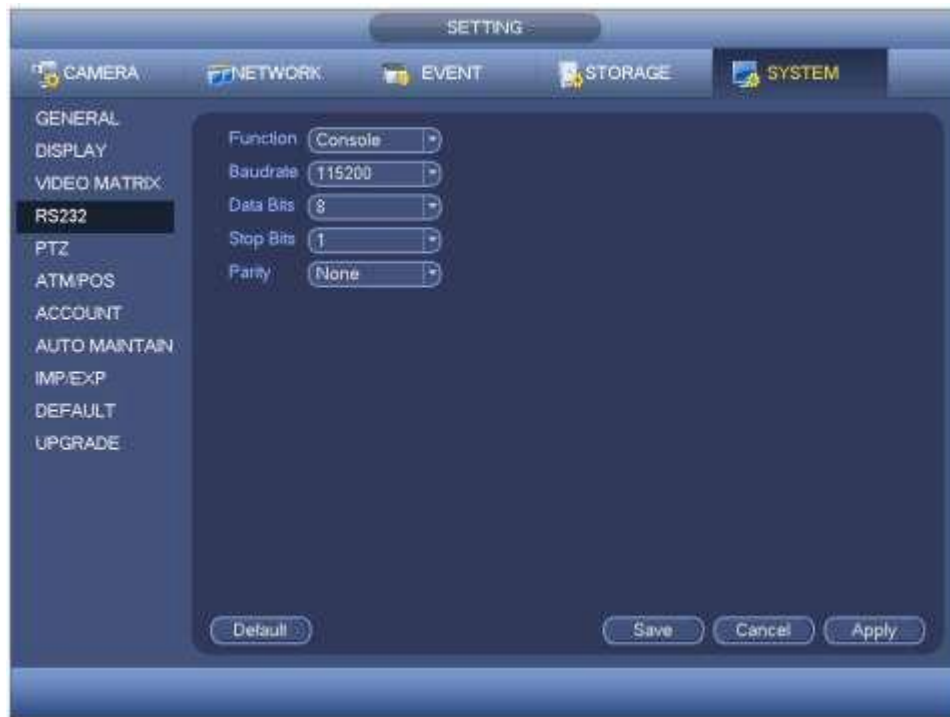 SETTING
CAMERA NETWORK EVENT STORAGE SYSTEM
GENERAL
DISPLAY
VIDEO MATRIX
RS232
PTZ
ATM/POS
ACCOUNT
AUTO MAINTAIN
IMP/EXP
DEFAULT
UPGRADE
Function Console
Baudrate 115200
Data Bits 8
Stop Bits 1
Parity None
Default Save Cancel Apply